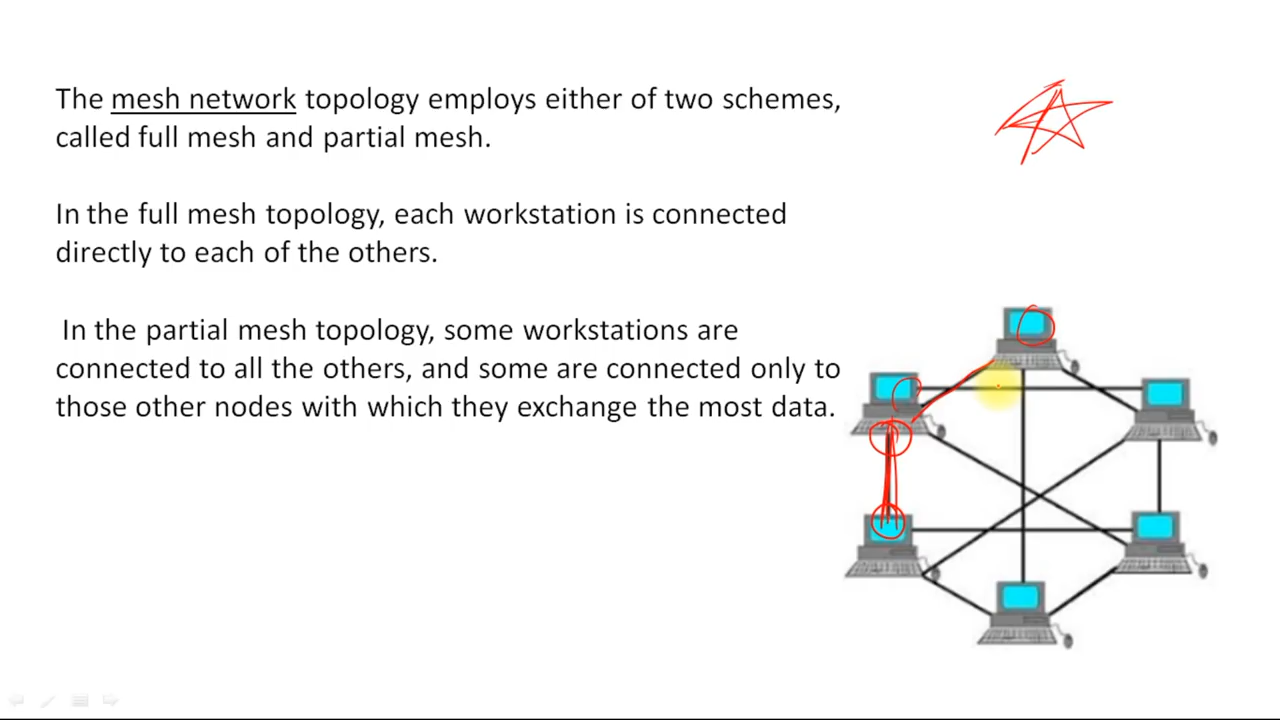 The mesh network topology employs either of two schemes,
called full mesh and partial mesh.
In the full mesh topology, each workstation is connected
directly to each of the others.
In the partial mesh topology, some workstations are
connected to all the others, and some are connected only to
those other nodes with which they exchange the most data.